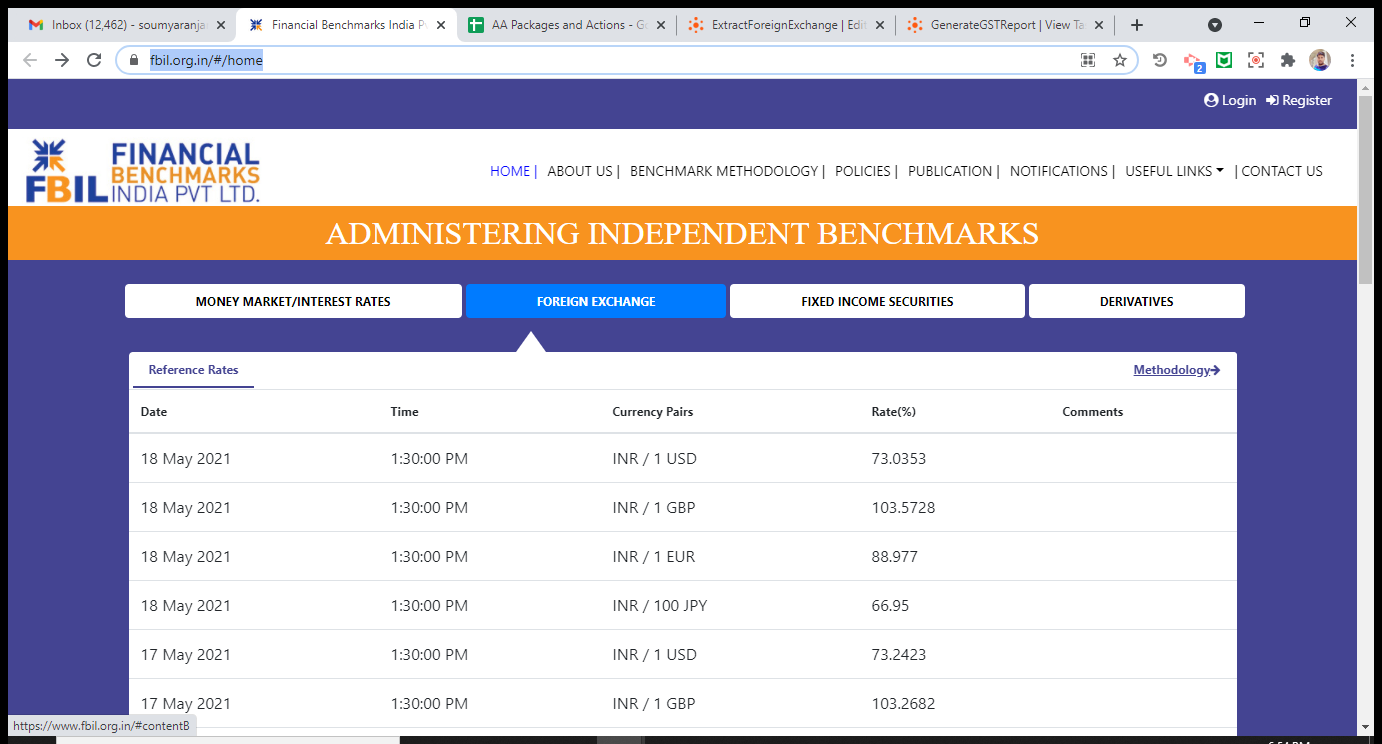 Inbox (12,462) - soumyaranja
Financial Benchmarks India P
AA Packages and Actions - Go
ExtractForeignExchange | Edit
GenerateGSTReport | View Ta
fbil.org.in/#/home
2
Login Register
FBIL FINANCIAL BENCHMARKS INDIA PVT LTD.
HOME | ABOUT US | BENCHMARK METHODOLOGY | POLICIES | PUBLICATION | NOTIFICATIONS | USEFUL LINKS | CONTACT US
ADMINISTERING INDEPENDENT BENCHMARKS
MONEY MARKET/INTEREST RATES FOREIGN EXCHANGE FIXED INCOME SECURITIES DERIVATIVES
Reference Rates Methodology
Date Time Currency Pairs Rate(%) Comments
18 May 2021 1:30:00 PM INR / 1 USD 73.0353
18 May 2021 1:30:00 PM INR / 1 GBP 103.5728
18 May 2021 1:30:00 PM INR / 1 EUR 88.977
18 May 2021 1:30:00 PM INR / 100 JPY 66.95
17 May 2021 1:30:00 PM INR / 1 USD 73.2423
17 May 2021 1:30:00 PM INR / 1 GBP 103.2682
https://www.fbil.org.in/#contentB